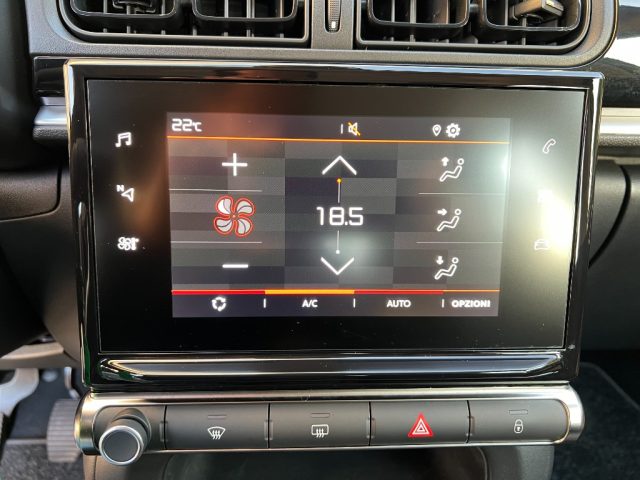 22°C
N
18.5
A/C
AUTO
OPZIONI